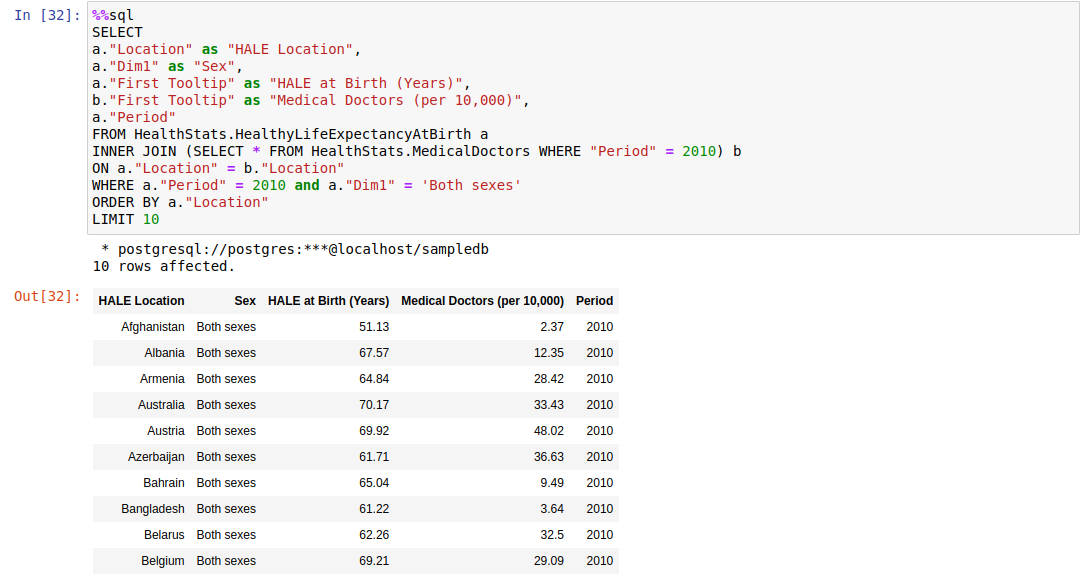 In [32]: %%sql
SELECT
a."Location" as "HALE Location",
a."Dim1" as "Sex",
a."First Tooltip" as "HALE at Birth (Years)",
b."First Tooltip" as "Medical Doctors (per 10,000)",
a."Period"
FROM HealthStats.HealthyLifeExpectancyAtBirth a
INNER JOIN (SELECT * FROM HealthStats.MedicalDoctors WHERE "Period" = 2010) b
ON a."Location" = b."Location"
WHERE a."Period" = 2010 and a."Dim1" = 'Both sexes'
ORDER BY a."Location"
LIMIT 10
* postgresql://postgres:***@localhost/sampledb
10 rows affected.
Out[32]: HALE Location Sex HALE at Birth (Years) Medical Doctors (per 10,000) Period
Afghanistan Both sexes 51.13 2.37 2010
Albania Both sexes 67.57 12.35 2010
Armenia Both sexes 64.84 28.42 2010
Australia Both sexes 70.17 33.43 2010
Austria Both sexes 69.92 48.02 2010
Azerbaijan Both sexes 61.71 36.63 2010
Bahrain Both sexes 65.04 9.49 2010
Bangladesh Both sexes 61.22 3.64 2010
Belarus Both sexes 62.26 32.5 2010
Belgium Both sexes 69.21 29.09 2010